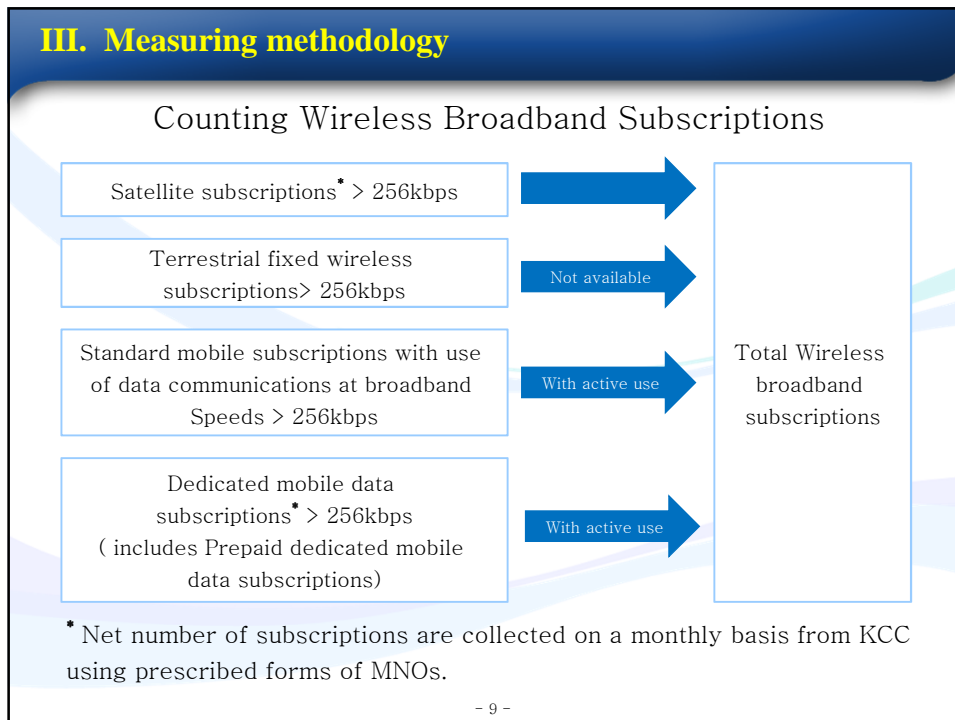 III. Measuring methodology
Counting Wireless Broadband Subscriptions
Satellite subscriptions* > 256kbps
Terrestrial fixed wireless
subscriptions> 256kbps
Not available
Standard mobile subscriptions with use
of data communications at broadband
Speeds > 256kbps
With active use
Dedicated mobile data
subscriptions* > 256kbps
( includes Prepaid dedicated mobile
data subscriptions)
With active use
Total Wireless
broadband
subscriptions
* Net number of subscriptions are collected on a monthly basis from KCC
using prescribed forms of MNOs.
- 9 -